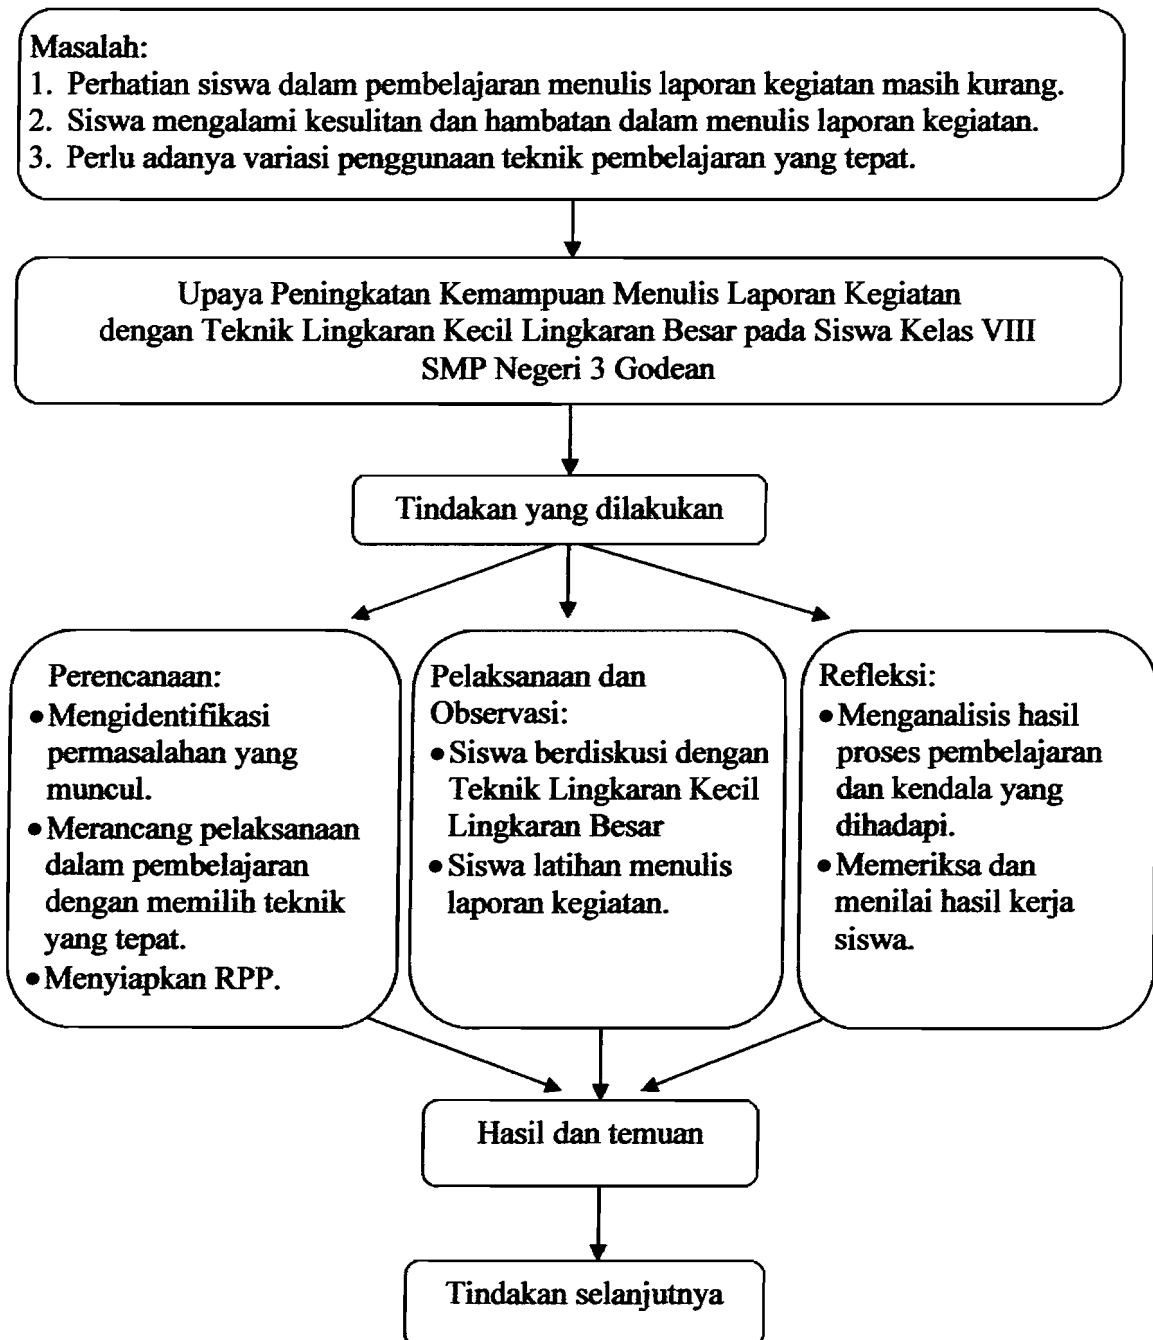 Masalah:
1. Perhatian siswa dalam pembelajaran menulis laporan kegiatan masih kurang.
2. Siswa mengalami kesulitan dan hambatan dalam menulis laporan kegiatan.
3. Perlu adanya variasi penggunaan teknik pembelajaran yang tepat.
Upaya Peningkatan Kemampuan Menulis Laporan Kegiatan
dengan Teknik Lingkaran Kecil Lingkaran Besar pada Siswa Kelas VIII
SMP Negeri 3 Godean
Tindakan yang dilakukan
Perencanaan:
• Mengidentifikasi
permasalahan yang
muncul.
• Merancang pelaksanaan
dalam pembelajaran
dengan memilih teknik
yang tepat.
• Menyiapkan RPP.
Pelaksanaan dan
Observasi:
• Siswa berdiskusi dengan
Teknik Lingkaran Kecil
Lingkaran Besar
• Siswa latihan menulis
laporan kegiatan.
Refleksi:
• Menganalisis hasil
proses pembelajaran
dan kendala yang
dihadapi.
• Memeriksa dan
menilai hasil kerja
siswa.
Hasil dan temuan
Tindakan selanjutnya